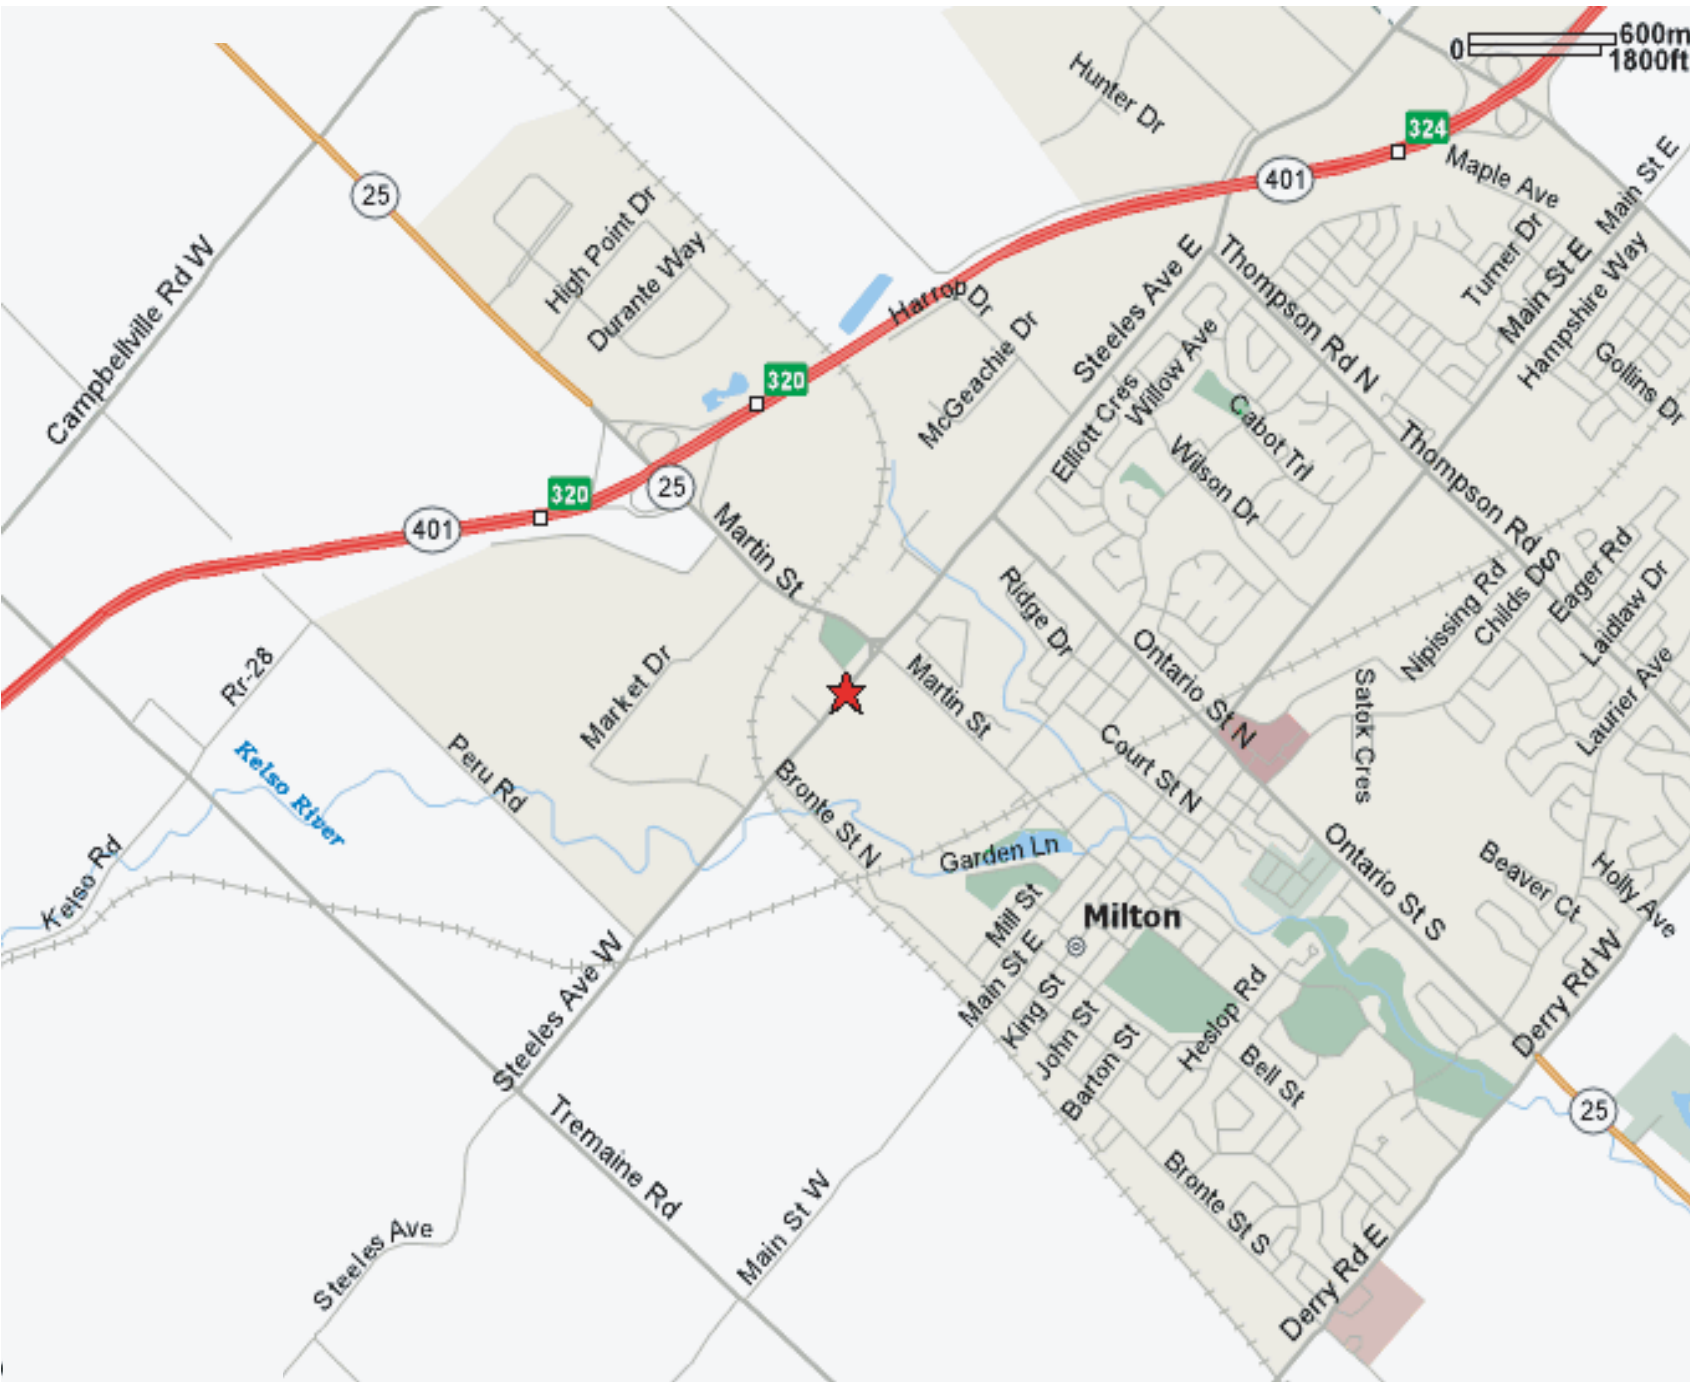 600m
0
1800ft
Hunter Dr
324
Maple Ave
Main St E
401
25
High Point Dr
Durante Way
Turner Dr
Main St E
Hampshire Way
Campbellville Rd W
Harrop Dr
Steeles Ave E
Thompson Rd N
McGeachie Dr
Willow Ave
Elliott Cres
Gollins Dr
320
Cabot Trl
Wilson Dr
Thompson Rd S
320
25
401
Martin St
Ridge Dr
Ontario St N
Nipissing Rd
Childs Dr
Eager Rd
Laidlaw Dr
Laurier Ave
Rr-28
Market Dr
Martin St
Satok Cres
Kelso River
Peru Rd
Court St N
Bronte St N
Garden Ln
Ontario St S
Beaver Ct
Holly Ave
Kelso Rd
Mill St
Milton
Main St E
King St
John St
Barton St
Heslop Rd
Bell St
Derry Rd W
Steeles Ave W
25
Tremaine Rd
Main St W
Bronte St S
Steeles Ave
Derry Rd E